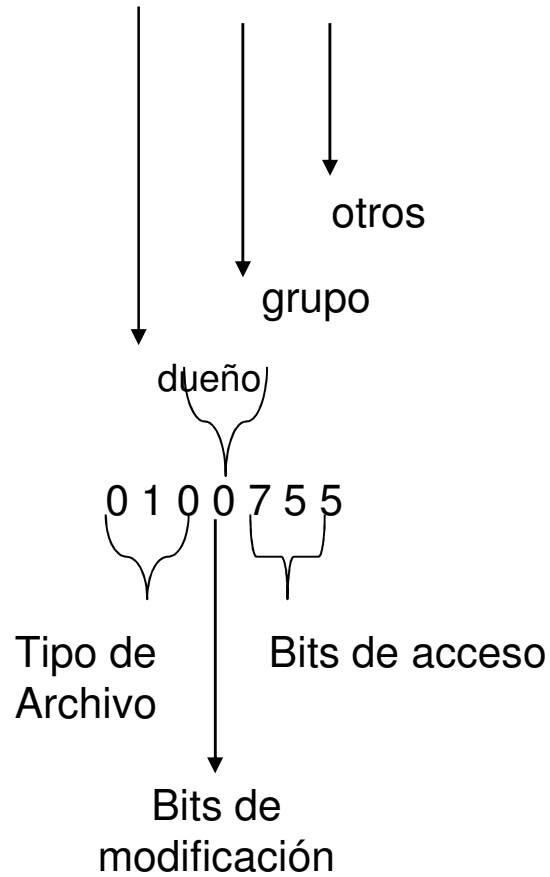 otros
grupo
dueño
0 1 0 0 7 5 5
Tipo de
Archivo
Bits de acceso
Bits de
modificación